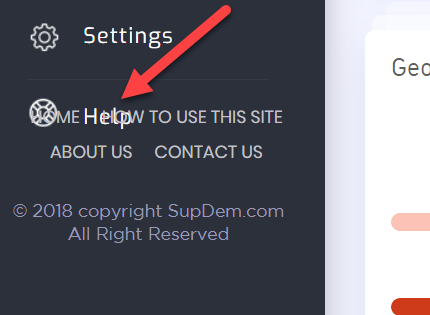 Settings
Geo
Help
HOME HOW TO USE THIS SITE
ABOUT US CONTACT US
© 2018 copyright SupDem.com
All Right Reserved